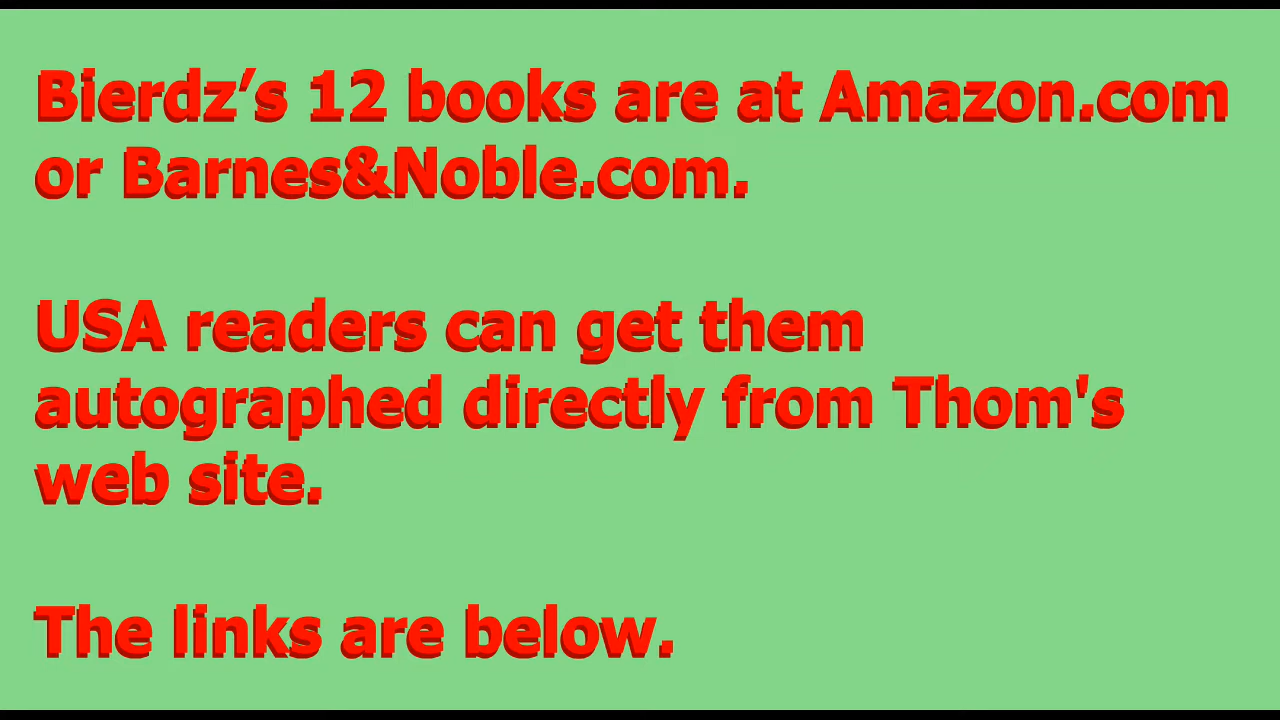 Bierdz’s 12 books are at Amazon.com
or Barnes&Noble.com.
USA readers can get them
autographed directly from Thom's
web site.
The links are below.